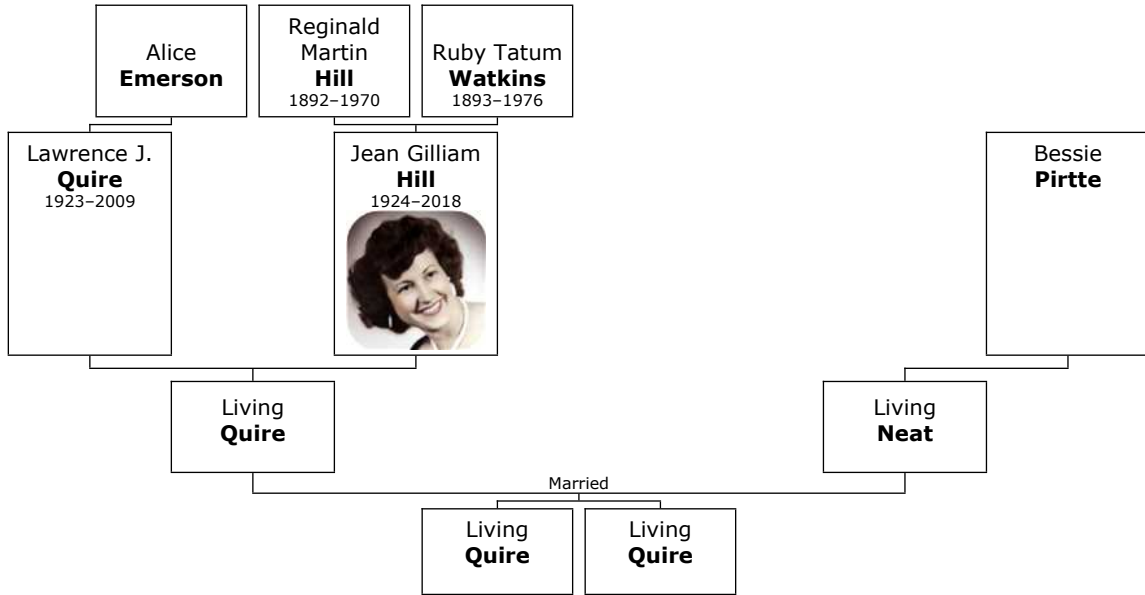 Alice
Emerson
Reginald
Martin
Hill
1892–1970
Ruby Tatum
Watkins
1893–1976
Lawrence J.
Quire
1923–2009
Jean Gilliam
Hill
1924–2018
Bessie
Pirtte
Living
Quire
Living
Neat
Married
Living
Quire
Living
Quire